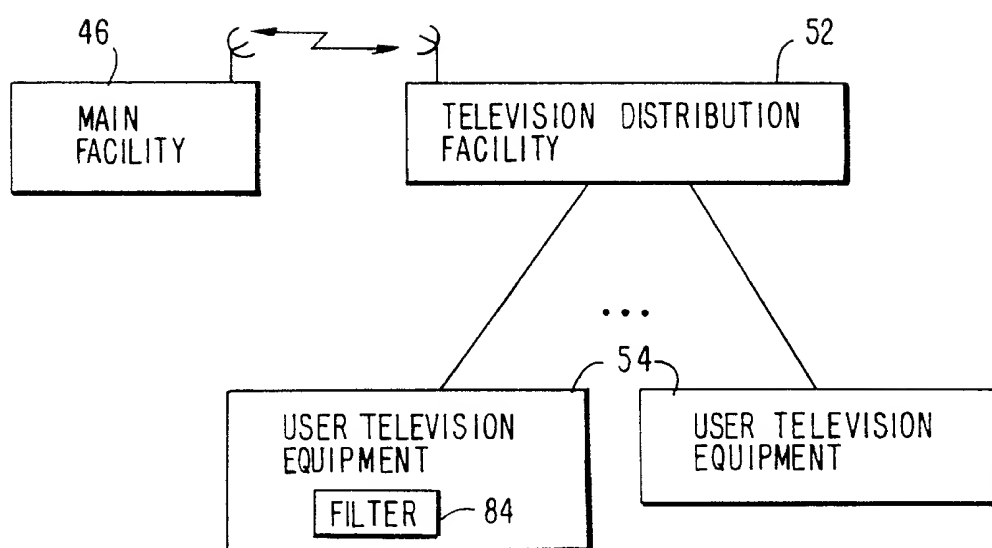 46
52
MAIN
FACILITY
TELEVISION DISTRIBUTION
FACILITY
...
54
USER TELEVISION
EQUIPMENT
FILTER
84
USER TELEVISION
EQUIPMENT